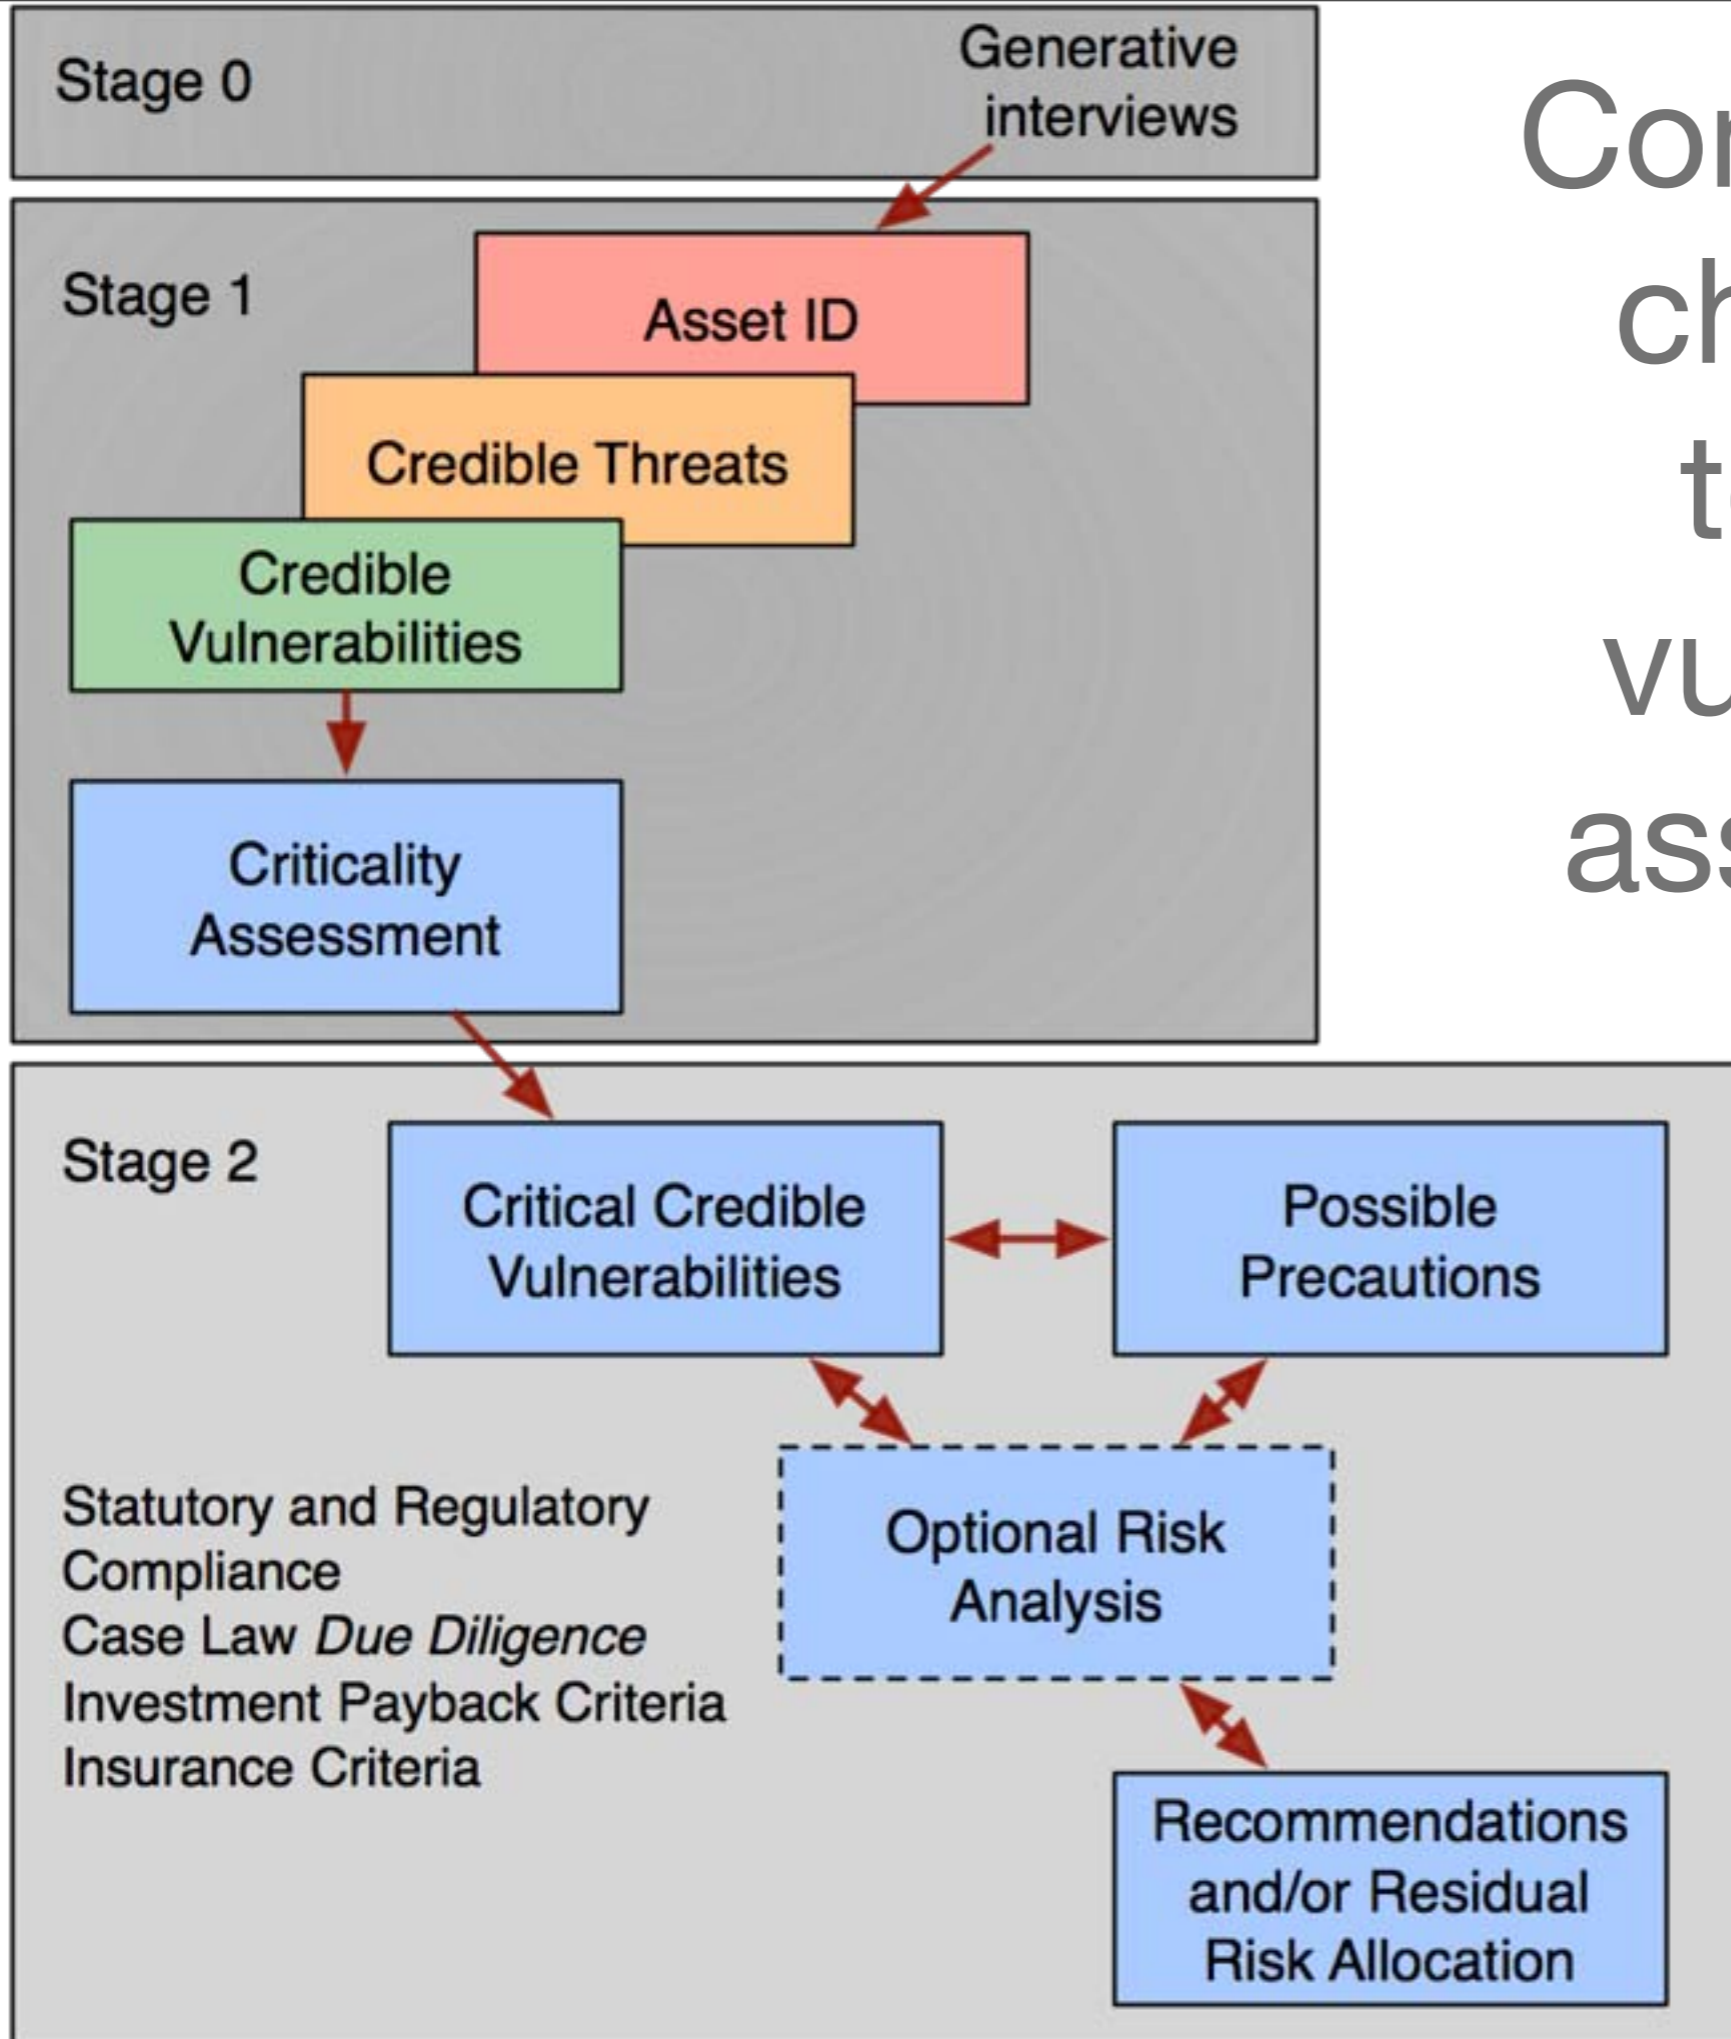 Stage 0
Generative
interviews
Stage 1
Asset ID
Credible Threats
Credible
Vulnerabilities
Criticality
Assessment
Stage 2
Critical Credible
Vulnerabilities
Possible
Precautions
Statutory and Regulatory
Compliance
Case Law Due Diligence
Investment Payback Criteria
Insurance Criteria
Optional Risk
Analysis
Recommendations
and/or Residual
Risk Allocation